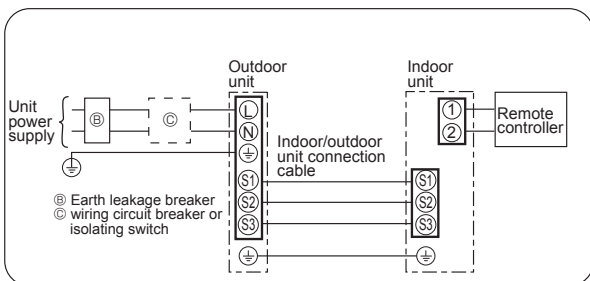 Outdoor
unit
Indoor
unit
Unit
power
supply
Ⓑ
Ⓒ
L
N
S1
S2
S3
Indoor/outdoor
unit connection
cable
1
2
Remote
controller
S1
S2
S3
Ⓑ Earth leakage breaker
Ⓒ wiring circuit breaker or
isolating switch